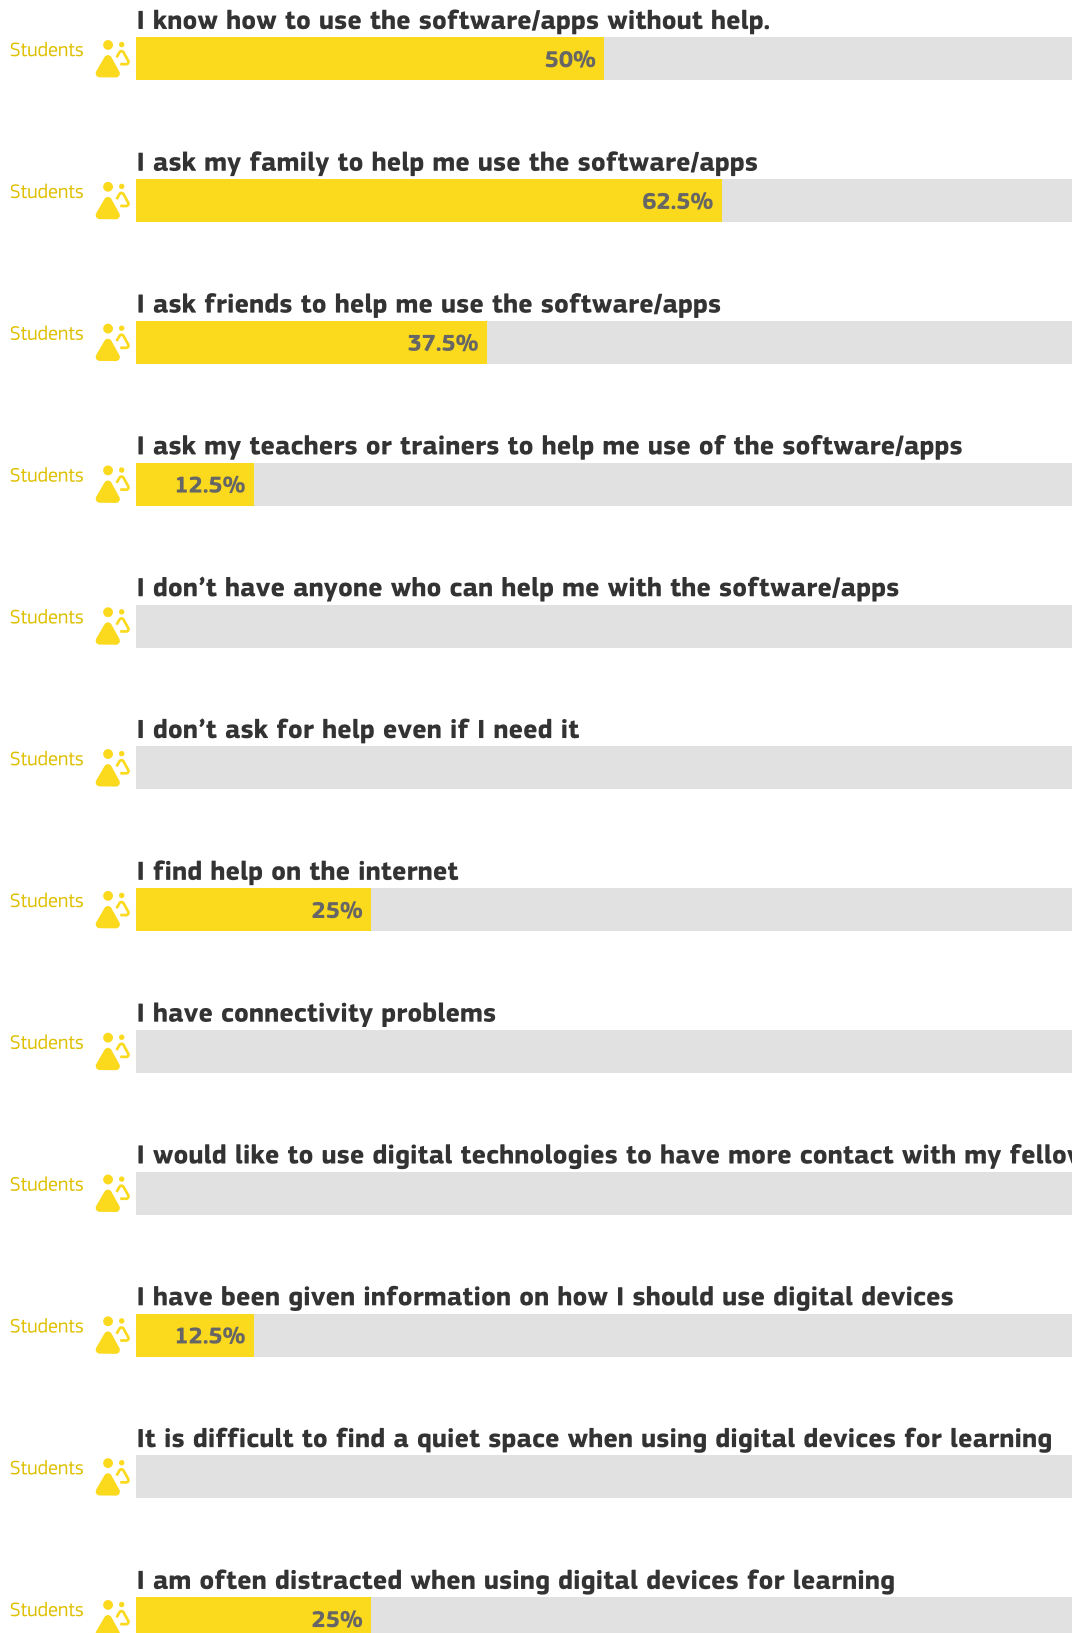 I know how to use the software/apps without help.
Students
50%
I ask my family to help me use the software/apps
Students
62.5%
I ask friends to help me use the software/apps
Students
37.5%
I ask my teachers or trainers to help me use of the software/apps
Students
12.5%
I don’t have anyone who can help me with the software/apps
Students
I don’t ask for help even if I need it
Students
I find help on the internet
Students
25%
I have connectivity problems
Students
I would like to use digital technologies to have more contact with my
Students
I have been given information on how I should use digital devices
Students
12.5%
It is difficult to find a quiet space when using digital devices for learning
Students
I am often distracted when using digital devices for learning
Students
25%